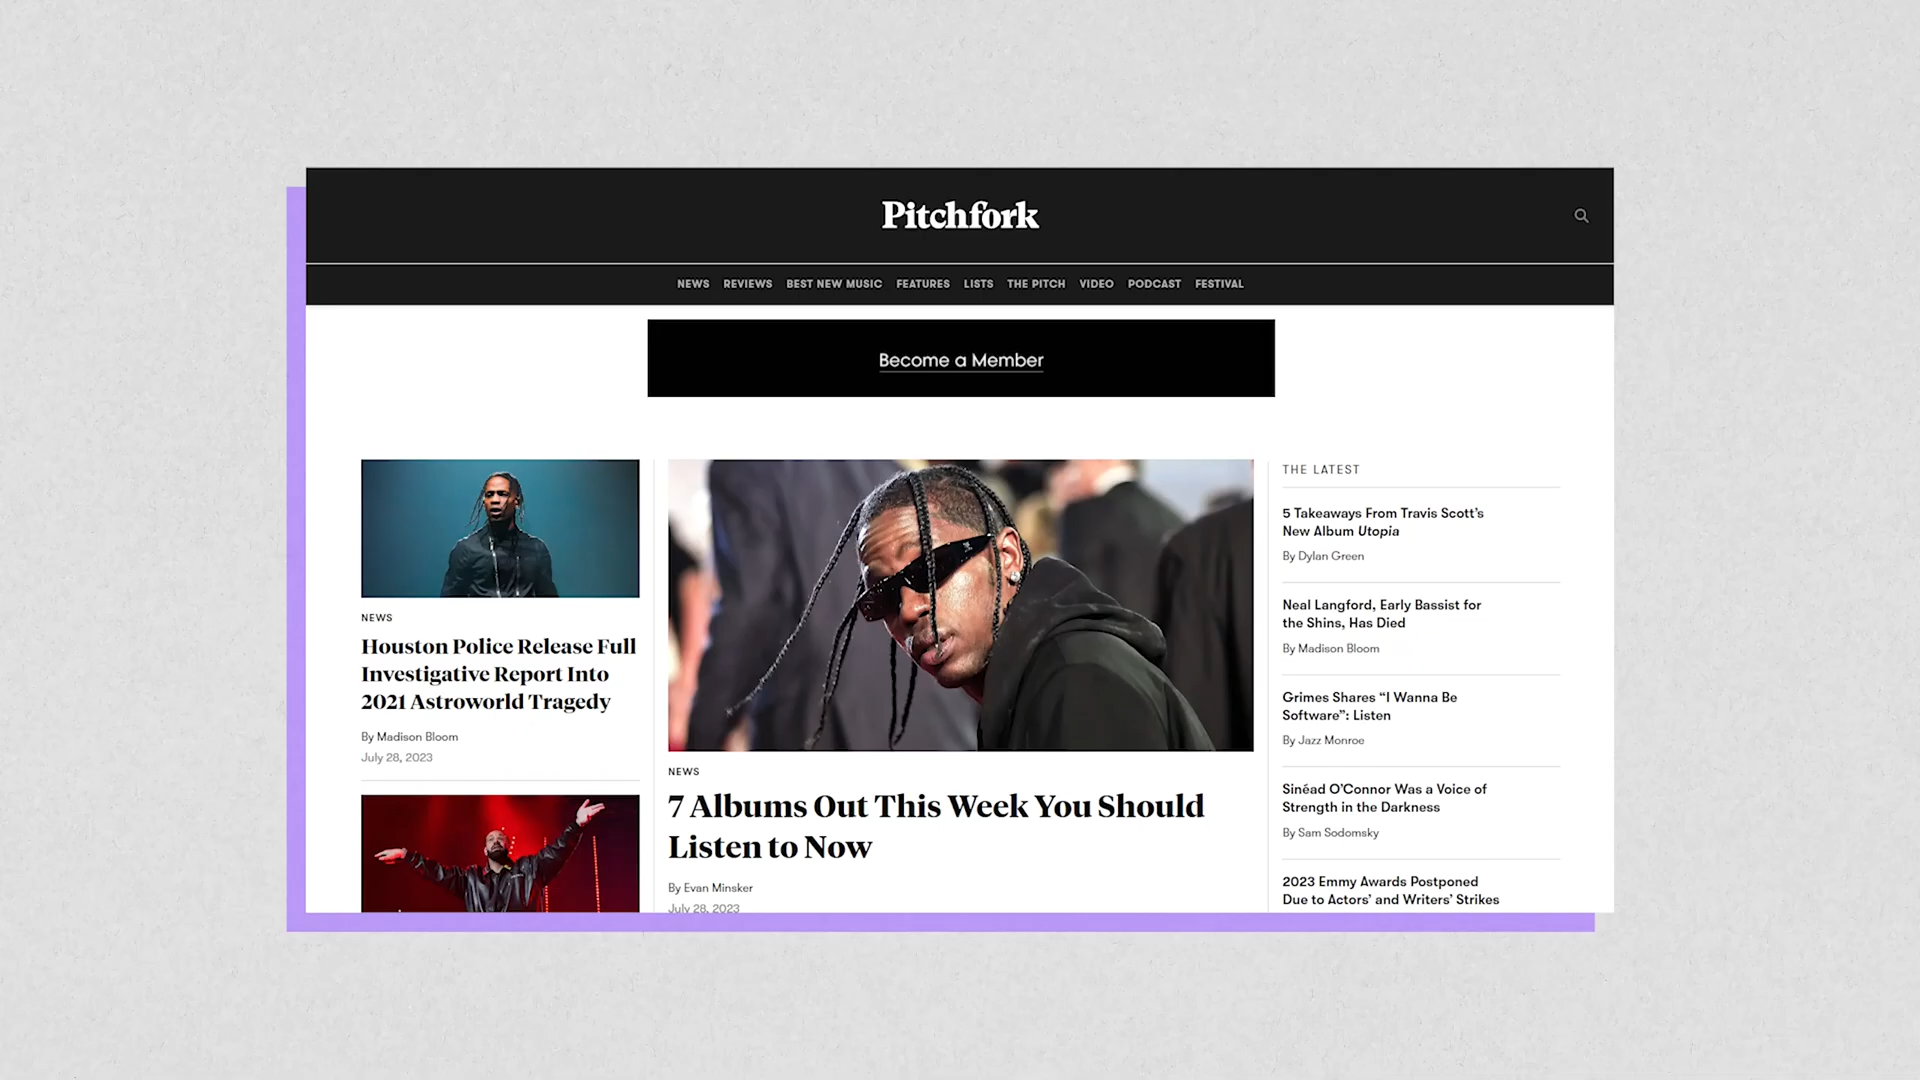 Pitchfork
NEWS REVIEWS BEST NEW MUSIC FEATURES LISTS THE PITCH VIDEO PODCAST FESTIVAL
Become a Member
NEWS
Houston Police Release Full
Investigative Report Into
2021 Astroworld Tragedy
By Madison Bloom
July 28, 2023
NEWS
7 Albums Out This Week You Should
Listen to Now
By Evan Minsker
July 28, 2023
THE LATEST
5 Takeaways From Travis Scott’s
New Album Utopia
By Dylan Green
Neal Langford, Early Bassist for
the Shins, Has Died
By Madison Bloom
Grimes Shares “I Wanna Be
Software”: Listen
By Jazz Monroe
Sinéad O’Connor Was a Voice of
Strength in the Darkness
By Sam Sodomsky
2023 Emmy Awards Postponed
Due to Actors’ and Writers’ Strikes